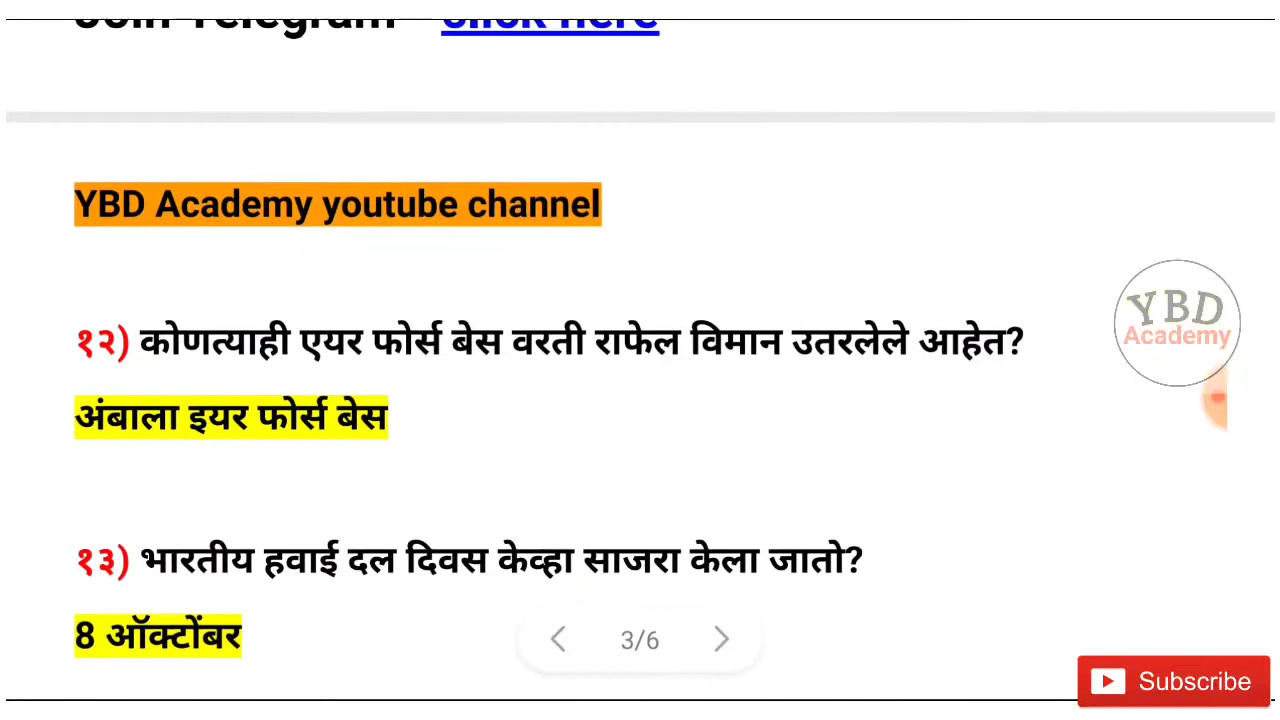 Join Telegram click here
YBD Academy youtube channel
१२) कोणत्याही एयर फोर्स बेस वरती राफेल विमान उतरलेले आहेत?
अंबाला इयर फोर्स बेस
१३) भारतीय हवाई दल दिवस केव्हा साजरा केला जातो?
8 ऑक्टोंबर
3/6
YBD
Academy
Subscribe